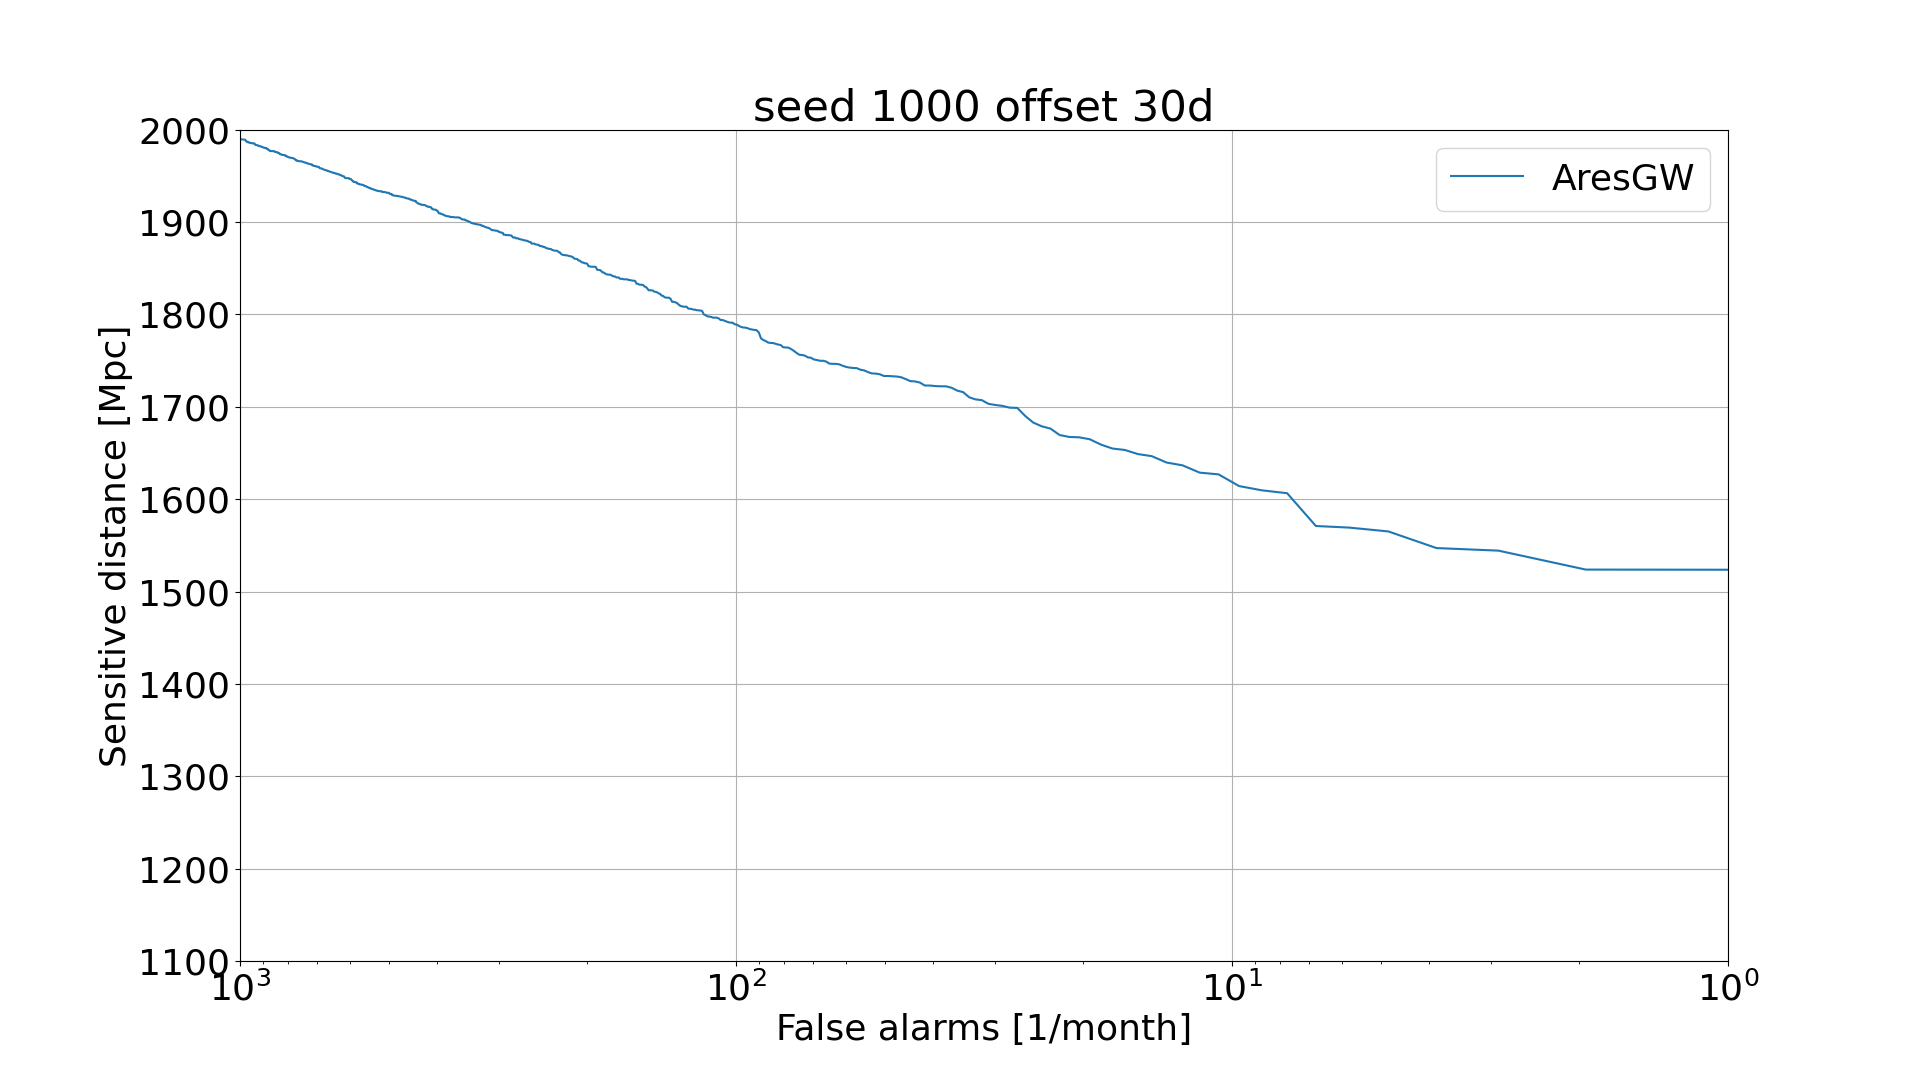 seed 1000 offset 30d
AresGW
Sensitive distance [Mpc]
2000
1900
1800
1700
1600
1500
1400
1300
1200
1100
10³ 10² 10¹ 10⁰
False alarms [1/month]